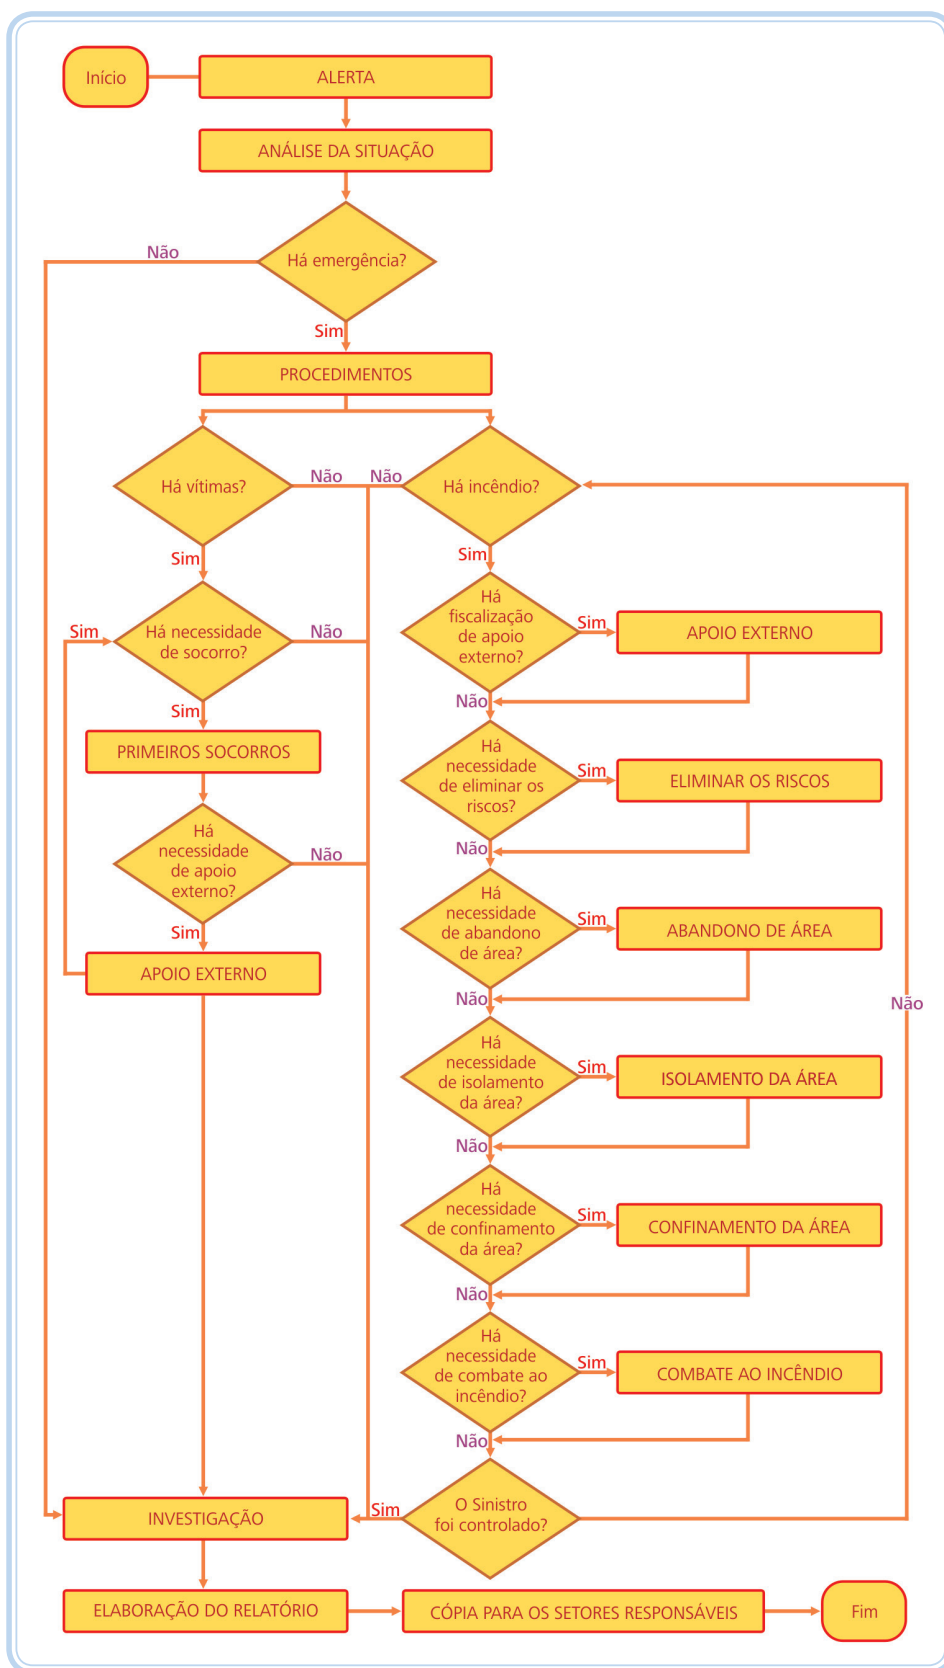 Início
ALERTA
ANÁLISE DA SITUAÇÃO
Há emergência?
Não
Sim
PROCEDIMENTOS
Há vítimas?
Não
Não
Há incêndio?
Sim
Sim
Há necessidade
de socorro?
Sim
Não
Sim
PRIMEIROS SOCORROS
Há
necessidade
de apoio
externo?
Não
Sim
APOIO EXTERNO
Há
fiscalização
de apoio
externo?
Sim
APOIO EXTERNO
Não
Há
necessidade
de eliminar os
riscos?
Sim
ELIMINAR OS RISCOS
Não
Há
necessidade
de abandono
de área?
Sim
ABANDONO DE ÁREA
Não
Há
necessidade
de isolamento
da área?
Sim
ISOLAMENTO DA ÁREA
Não
Há
necessidade
de confinamento
da área?
Sim
CONFINAMENTO DA ÁREA
Não
Há
necessidade
de combate ao
incêndio?
Sim
COMBATE AO INCÊNDIO
Não
O Sinistro
foi controlado?
Não
Sim
INVESTIGAÇÃO
ELABORAÇÃO DO RELATÓRIO
CÓPIA PARA OS SETORES RESPONSÁVEIS
Fim